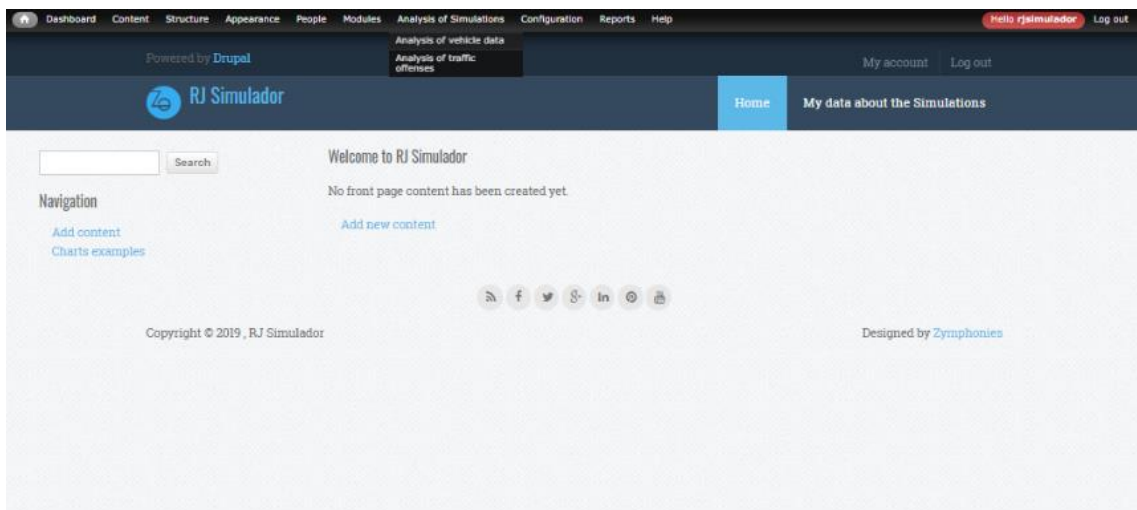 Dashboard Content Structure Appearance People Modules Analysis of Simulations Configuration Reports Help Hello rjsimulador Log out
Analysis of vehicle data
Analysis of traffic
offenses
Powered by Drupal
My account Log out
RJ Simulador
Home My data about the Simulations
Search
Welcome to RJ Simulador
No front page content has been created yet.
Navigation
Add new content
Add content
Charts examples
Copyright © 2019 , RJ Simulador
Designed by Zymphonies